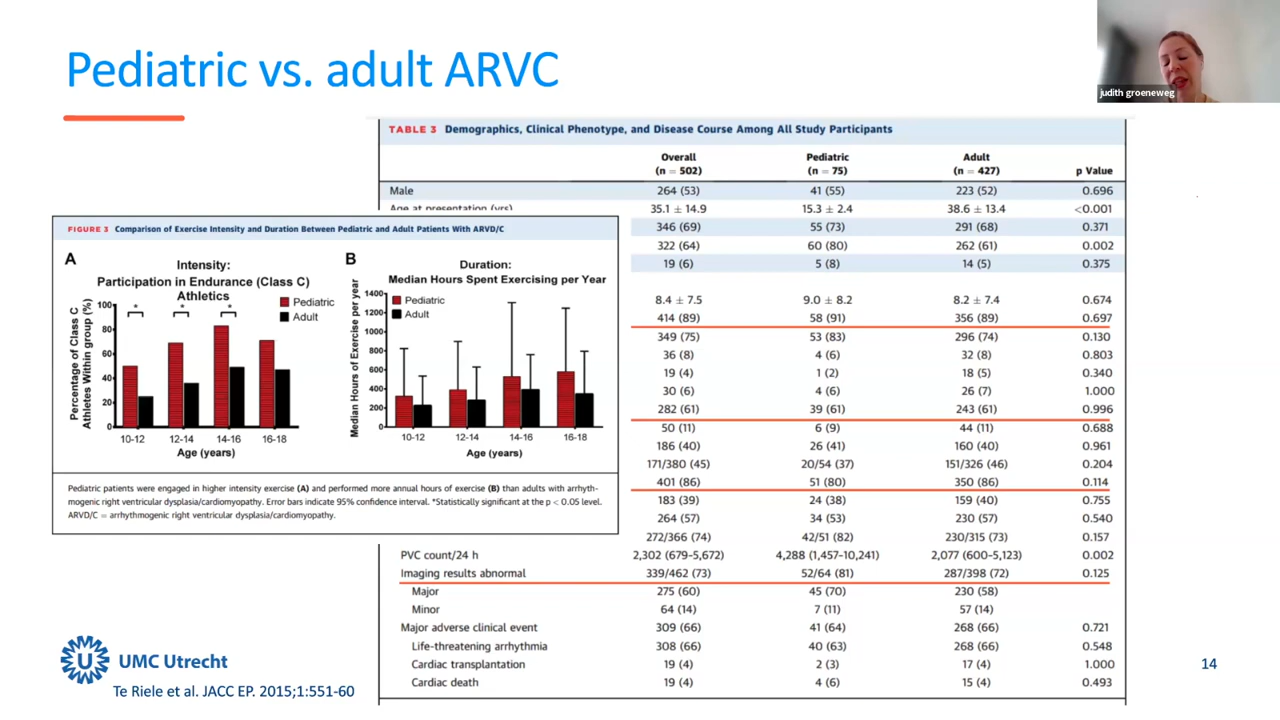 Pediatric vs. adult ARVC
judith groeneweg
TABLE 3 Demographics, Clinical Phenotype, and Disease Course Among All Study Participants
Overall Pediatric Adult
(n = 502) (n = 75) (n = 427) p Value
Male 264 (53) 41 (55) 223 (52) 0.696
Age at presentation (yrs) 35.1 ± 14.9 15.3 ± 2.4 38.6 ± 13.4 <0.001
346 (69) 55 (73) 291 (68) 0.371
322 (64) 60 (80) 262 (61) 0.002
19 (6) 5 (8) 14 (5) 0.375
8.4 ± 7.5 9.0 ± 8.2 8.2 ± 7.4 0.674
414 (89) 58 (91) 356 (89) 0.697
349 (75) 53 (83) 296 (74) 0.130
36 (8) 4 (6) 32 (8) 0.803
19 (4) 1 (2) 18 (5) 0.340
30 (6) 4 (6) 26 (7) 1.000
282 (61) 39 (61) 243 (61) 0.996
50 (11) 6 (9) 44 (11) 0.688
186 (40) 26 (41) 160 (40) 0.961
171/380 (45) 20/54 (37) 151/326 (46) 0.204
401 (86) 51 (80) 350 (86) 0.114
183 (39) 24 (38) 159 (40) 0.755
264 (57) 34 (53) 230 (57) 0.540
272/366 (74) 42/51 (82) 230/315 (73) 0.157
PVC count/24 h 2,302 (679-5,672) 4,288 (1,457-10,241) 2,077 (600-5,123) 0.002
Imaging results abnormal 339/462 (73) 52/64 (81) 287/398 (72) 0.125
Major 275 (60) 45 (70) 230 (58)
Minor 64 (14) 7 (11) 57 (14)
Major adverse clinical event 309 (66) 41 (64) 268 (66) 0.721
Life-threatening arrhythmia 308 (66) 40 (63) 268 (66) 0.548
Cardiac transplantation 19 (4) 2 (3) 17 (4) 1.000
Cardiac death 19 (4) 4 (6) 15 (4) 0.493
FIGURE 3 Comparison of Exercise Intensity and Duration Between Pediatric and Adult Patients With ARVD/C
A
Intensity:
Participation in Endurance (Class C)
Athletics
Percentage of Class C
Athletes Within group (%)
100
80
60
40
20
0
* * *
Pediatric
Adult
10-12 12-14 14-16 16-18
Age (years)
B
Duration:
Median Hours Spent Exercising per Year
Median Hours of Exercise per year
1400
1200
1000
800
600
400
200
0
Pediatric
Adult
10-12 12-14 14-16 16-18
Age (years)
Pediatric patients were engaged in higher intensity exercise (A) and performed more annual hours of exercise (B) than adults with arrhyth-
mogenic right ventricular dysplasia/cardiomyopathy. Error bars indicate 95% confidence interval. *Statistically significant at the p < 0.05 level.
ARVD/C = arrhythmogenic right ventricular dysplasia/cardiomyopathy.
UMC Utrecht
Te Riele et al. JACC EP. 2015;1:551-60
14